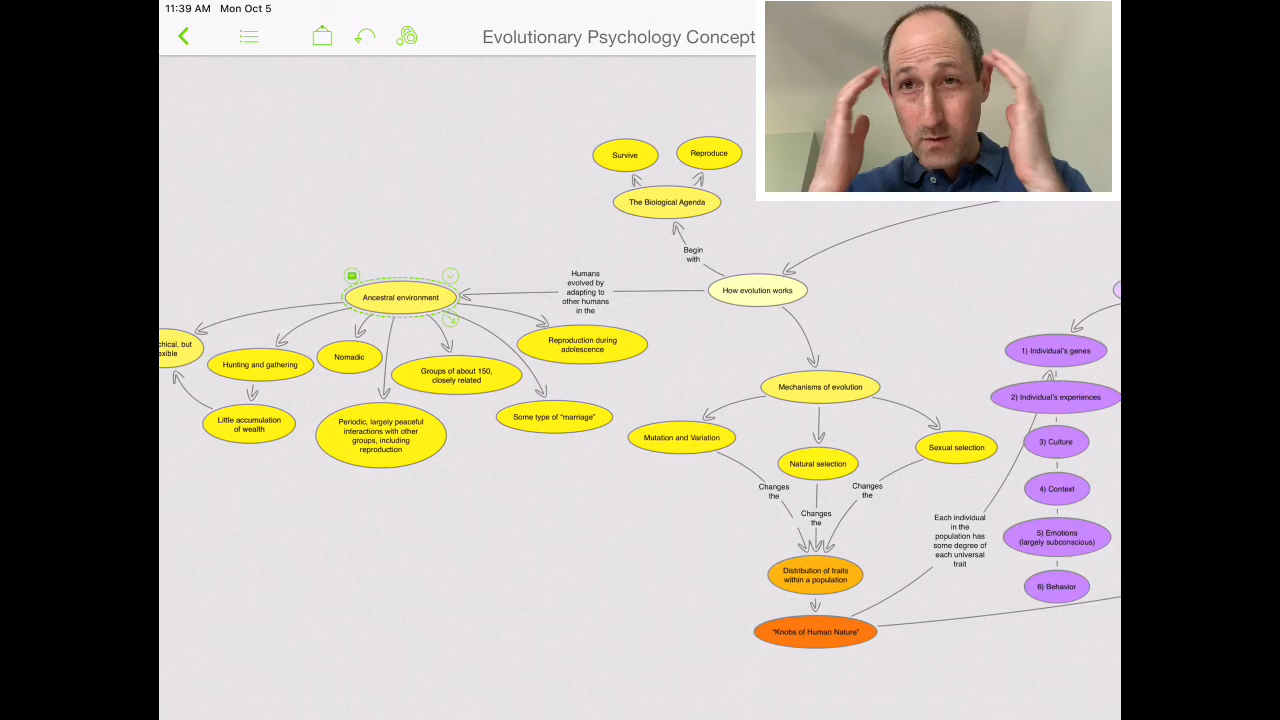 11:39 AM Mon Oct 5
Evolutionary Psychology Concept
Survive
Reproduce
The Biological Agenda
Begin
with
How evolution works
Humans
evolved by
adapting to
other humans
in the
Ancestral environment
chical, but
exible
Hunting and gathering
Nomadic
Groups of about 150,
closely related
Reproduction during
adolescence
Little accumulation
of wealth
Periodic, largely peaceful
interactions with other
groups, including
reproduction
Some type of "marriage"
Mechanisms of evolution
Mutation and Variation
Natural selection
Sexual selection
Changes
the
Changes
the
Changes
the
Distribution of traits
within a population
"Knobs of Human Nature"
Each individual
in the
population has
some degree of
each universal
trait
1) Individual's genes
2) Individual's experiences
3) Culture
4) Context
5) Emotions
(largely subconscious)
6) Behavior